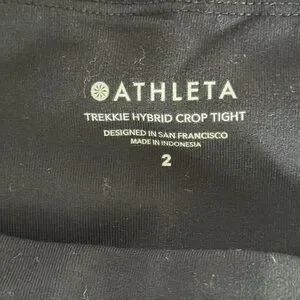 ATHLETA
TREKKIE HYBRID CROP TIGHT
DESIGNED IN SAN FRANCISCO
MADE IN INDONESIA
2